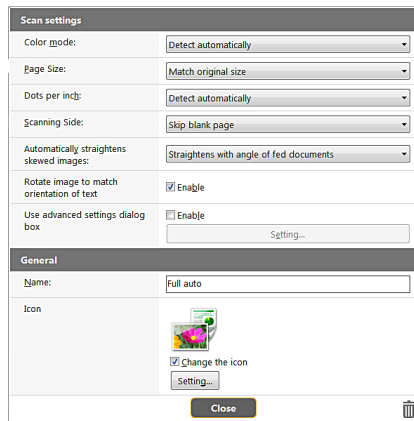 Scan settings
Color mode:
Detect automatically
Page Size:
Match original size
Dots per inch:
Detect automatically
Scanning Side:
Skip blank page
Automatically straightens
skewed images:
Straightens with angle of fed documents
Rotate image to match
orientation of text
Enable
Use advanced settings dialog
box
Enable
Setting...
General
Name:
Full auto
Icon
Change the icon
Setting...
Close